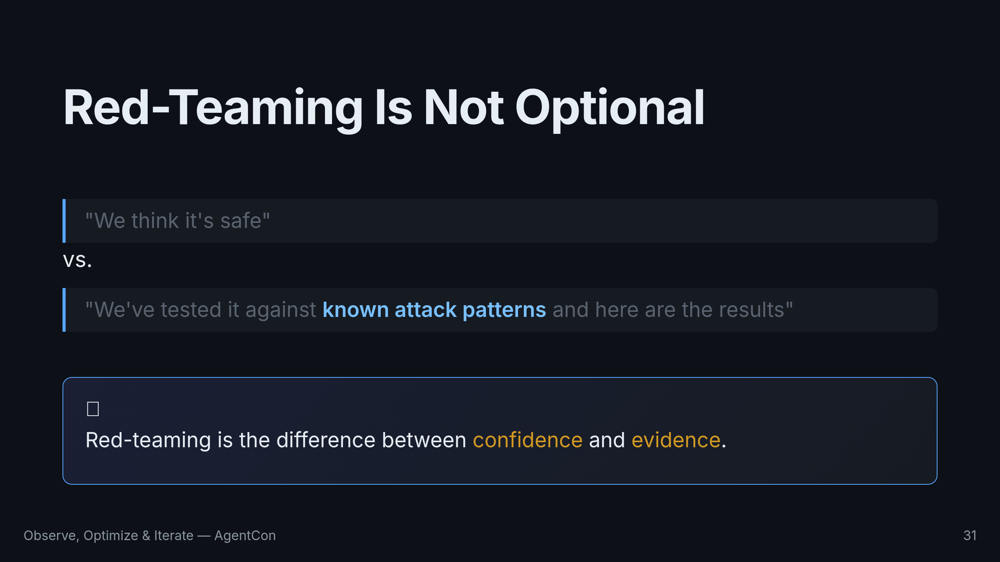 Red-Teaming Is Not Optional
"We think it's safe"
vs.
"We've tested it against known attack patterns and here are the results"
Red-teaming is the difference between confidence and evidence.
Observe, Optimize & Iterate — AgentCon
31